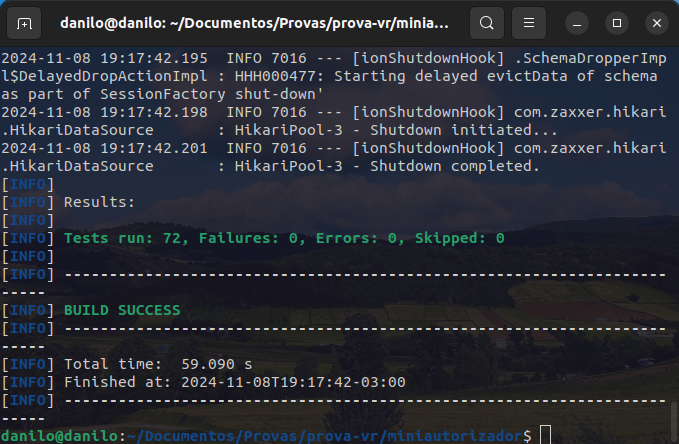 danilo@danilo: ~/Documentos/Provas/prova-vr/minia...
2024-11-08 19:17:42.195  INFO 7016 --- [ionShutdownHook] .SchemaDropperImp
l$DelayedDropActionImpl : HHH000477: Starting delayed evictData of schema
as part of SessionFactory shut-down'
2024-11-08 19:17:42.198  INFO 7016 --- [ionShutdownHook] com.zaxxer.hikari
.HikariDataSource       : HikariPool-3 - Shutdown initiated...
2024-11-08 19:17:42.201  INFO 7016 --- [ionShutdownHook] com.zaxxer.hikari
.HikariDataSource       : HikariPool-3 - Shutdown completed.
[INFO]
[INFO] Results:
[INFO]
[INFO] Tests run: 72, Failures: 0, Errors: 0, Skipped: 0
[INFO]
[INFO] -------------------------------------------------------------------
-----
[INFO] BUILD SUCCESS
[INFO] -------------------------------------------------------------------
-----
[INFO] Total time:  59.090 s
[INFO] Finished at: 2024-11-08T19:17:42-03:00
[INFO] -------------------------------------------------------------------
-----
danilo@danilo:~/Documentos/Provas/prova-vr/miniautorizador$